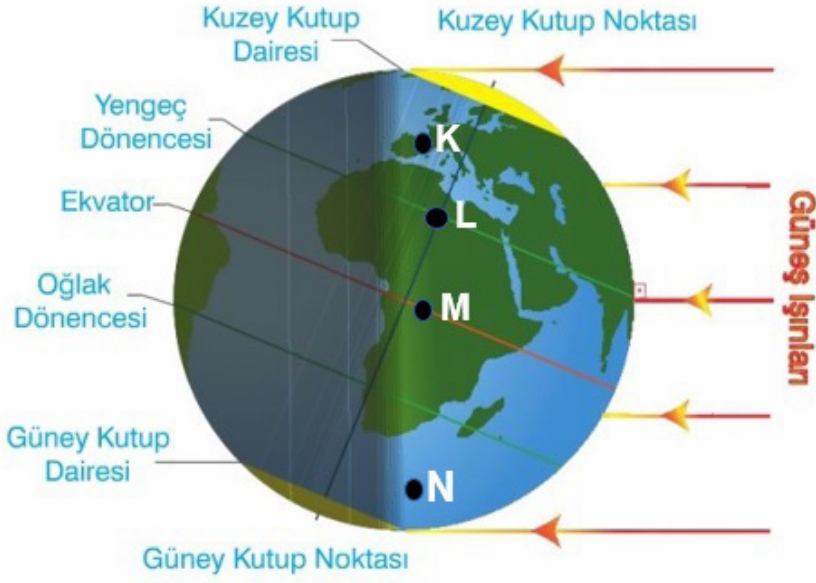 Kuzey Kutup
Dairesi
Kuzey Kutup Noktası
Yengeç
Dönencesi
K
Ekvator
L
Oğlak
Dönencesi
M
Güneş Işınları
Güney Kutup
Dairesi
N
Güney Kutup Noktası